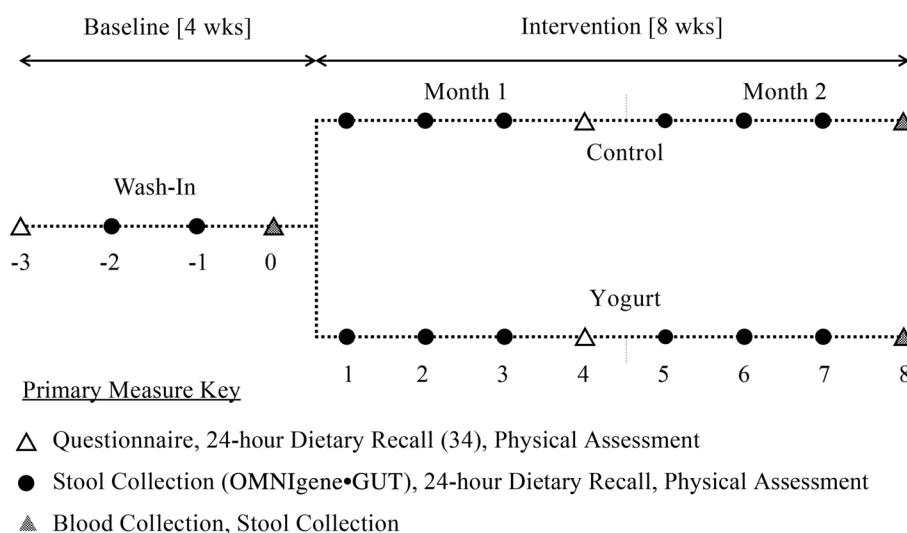 Baseline [4 wks] Intervention [8 wks]
Month 1 Month 2
Control
Wash-In
-3 -2 -1 0
Yogurt
1 2 3 4 5 6 7 8
Primary Measure Key
Questionnaire, 24-hour Dietary Recall (34), Physical Assessment
Stool Collection (OMNIgene•GUT), 24-hour Dietary Recall, Physical Assessment
Blood Collection, Stool Collection